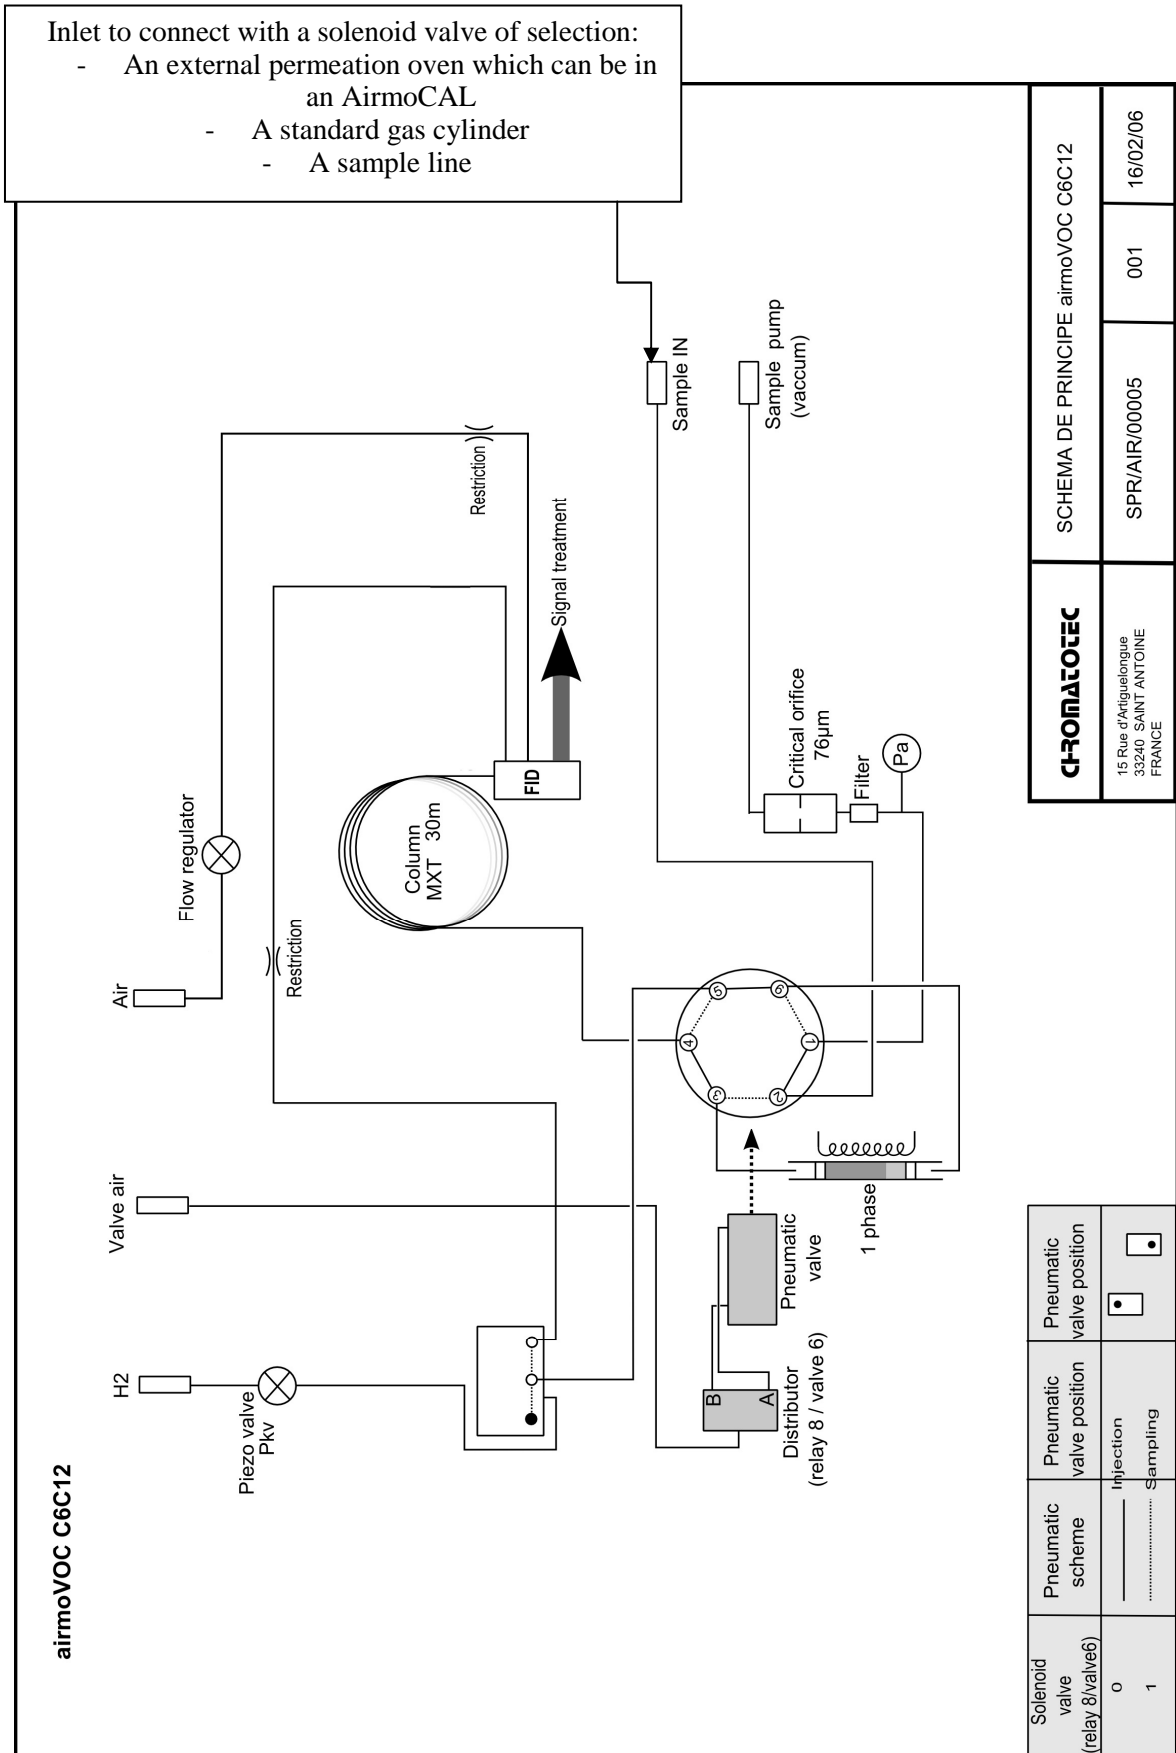 Inlet to connect with a solenoid valve of selection:
- An external permeation oven which can be in
an AirmoCAL
- A standard gas cylinder
- A sample line
airmoVOC C6C12
H2
Piezo valve
Pkv
Valve air
Air
Flow regulator
Restriction
Restriction
Column
MXT 30m
FID
Signal treatment
Sample IN
Sample pump
(vaccum)
Critical orifice
76µm
Filter
Pa
1
2
3
4
5
6
1 phase
Pneumatic
valve
B
A
Distributor
(relay 8 / valve 6)
Solenoid
valve
(relay 8/valve6)
Pneumatic
scheme
Pneumatic
valve position
Pneumatic
valve position
0
Injection
1
Sampling
CHROMATOTEC
15 Rue d'Artiguelongue
33240 SAINT ANTOINE
FRANCE
SCHEMA DE PRINCIPE airmoVOC C6C12
SPR/AIR/00005
001
16/02/06